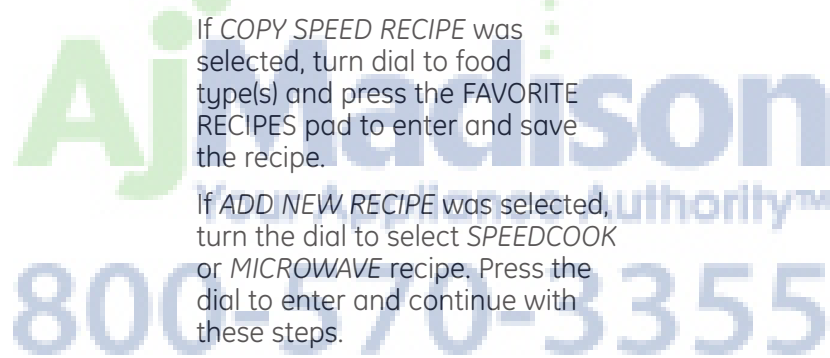 If COPY SPEED RECIPE was
selected, turn dial to food
type(s) and press the FAVORITE
RECIPES pad to enter and save
the recipe.
If ADD NEW RECIPE was selected,
turn the dial to select SPEEDCOOK
or MICROWAVE recipe. Press the
dial to enter and continue with
these steps.
AjMadison
Your Appliance Authority™
800-570-3355